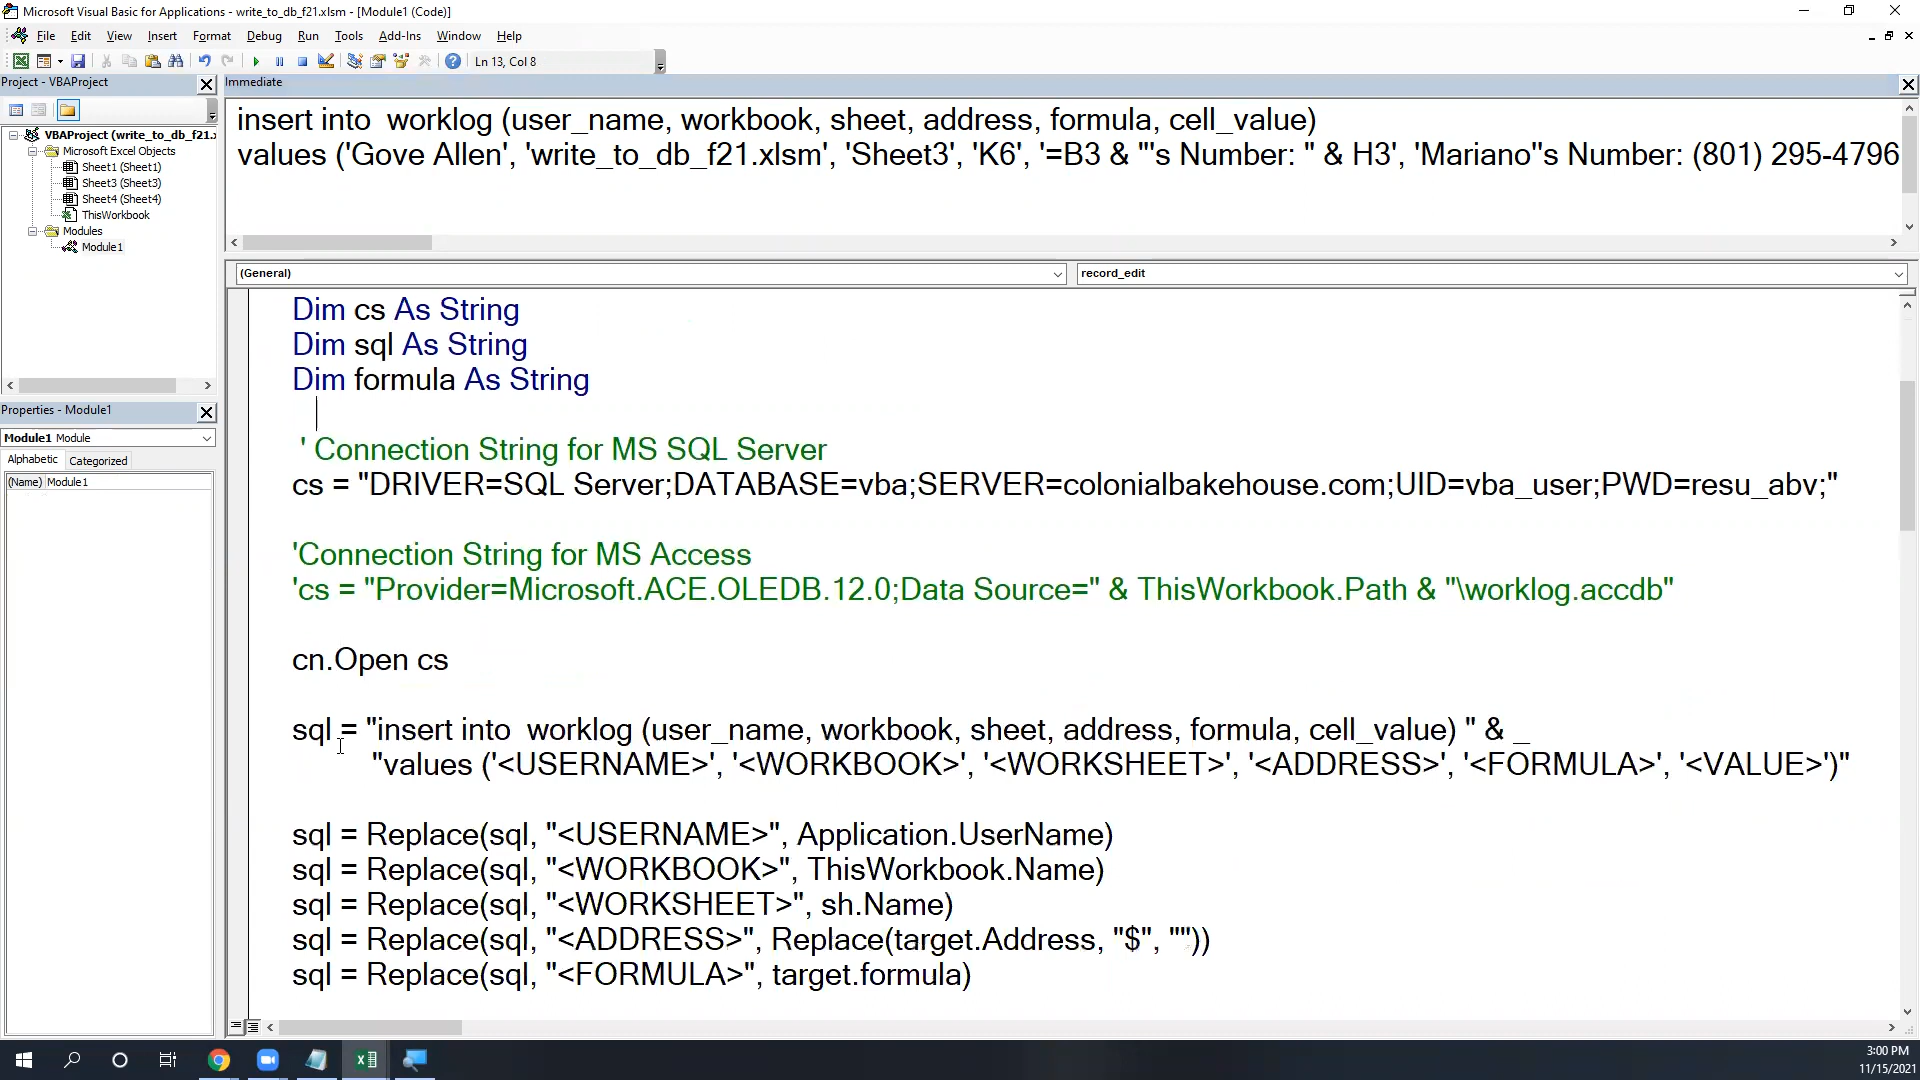 Microsoft Visual Basic for Applications - write_to_db_f21.xlsm - [Module1 (Code)]
File Edit View Insert Format Debug Run Tools Add-Ins Window Help
Ln 13, Col 8
Project - VBAProject
Immediate
VBAProject (write_to_db_f21.x
Microsoft Excel Objects
Sheet1 (Sheet1)
Sheet3 (Sheet3)
Sheet4 (Sheet4)
ThisWorkbook
Modules
Module1
insert into  worklog (user_name, workbook, sheet, address, formula, cell_value)
values ('Gove Allen', 'write_to_db_f21.xlsm', 'Sheet3', 'K6', '=B3 & "'s Number: " & H3', 'Mariano''s Number: (801) 295-4796
(General) record_edit
Properties - Module1
Module1 Module
Alphabetic Categorized
(Name) Module1
Dim cs As String
Dim sql As String
Dim formula As String
' Connection String for MS SQL Server
cs = "DRIVER=SQL Server;DATABASE=vba;SERVER=colonialbakehouse.com;UID=vba_user;PWD=resu_abv;"
'Connection String for MS Access
'cs = "Provider=Microsoft.ACE.OLEDB.12.0;Data Source=" & ThisWorkbook.Path & "\worklog.accdb"
cn.Open cs
sql = "insert into  worklog (user_name, workbook, sheet, address, formula, cell_value) " & _
"values ('<USERNAME>', '<WORKBOOK>', '<WORKSHEET>', '<ADDRESS>', '<FORMULA>', '<VALUE>')"
sql = Replace(sql, "<USERNAME>", Application.UserName)
sql = Replace(sql, "<WORKBOOK>", ThisWorkbook.Name)
sql = Replace(sql, "<WORKSHEET>", sh.Name)
sql = Replace(sql, "<ADDRESS>", Replace(target.Address, "$", ""))
sql = Replace(sql, "<FORMULA>", target.formula)
3:00 PM
11/15/2021